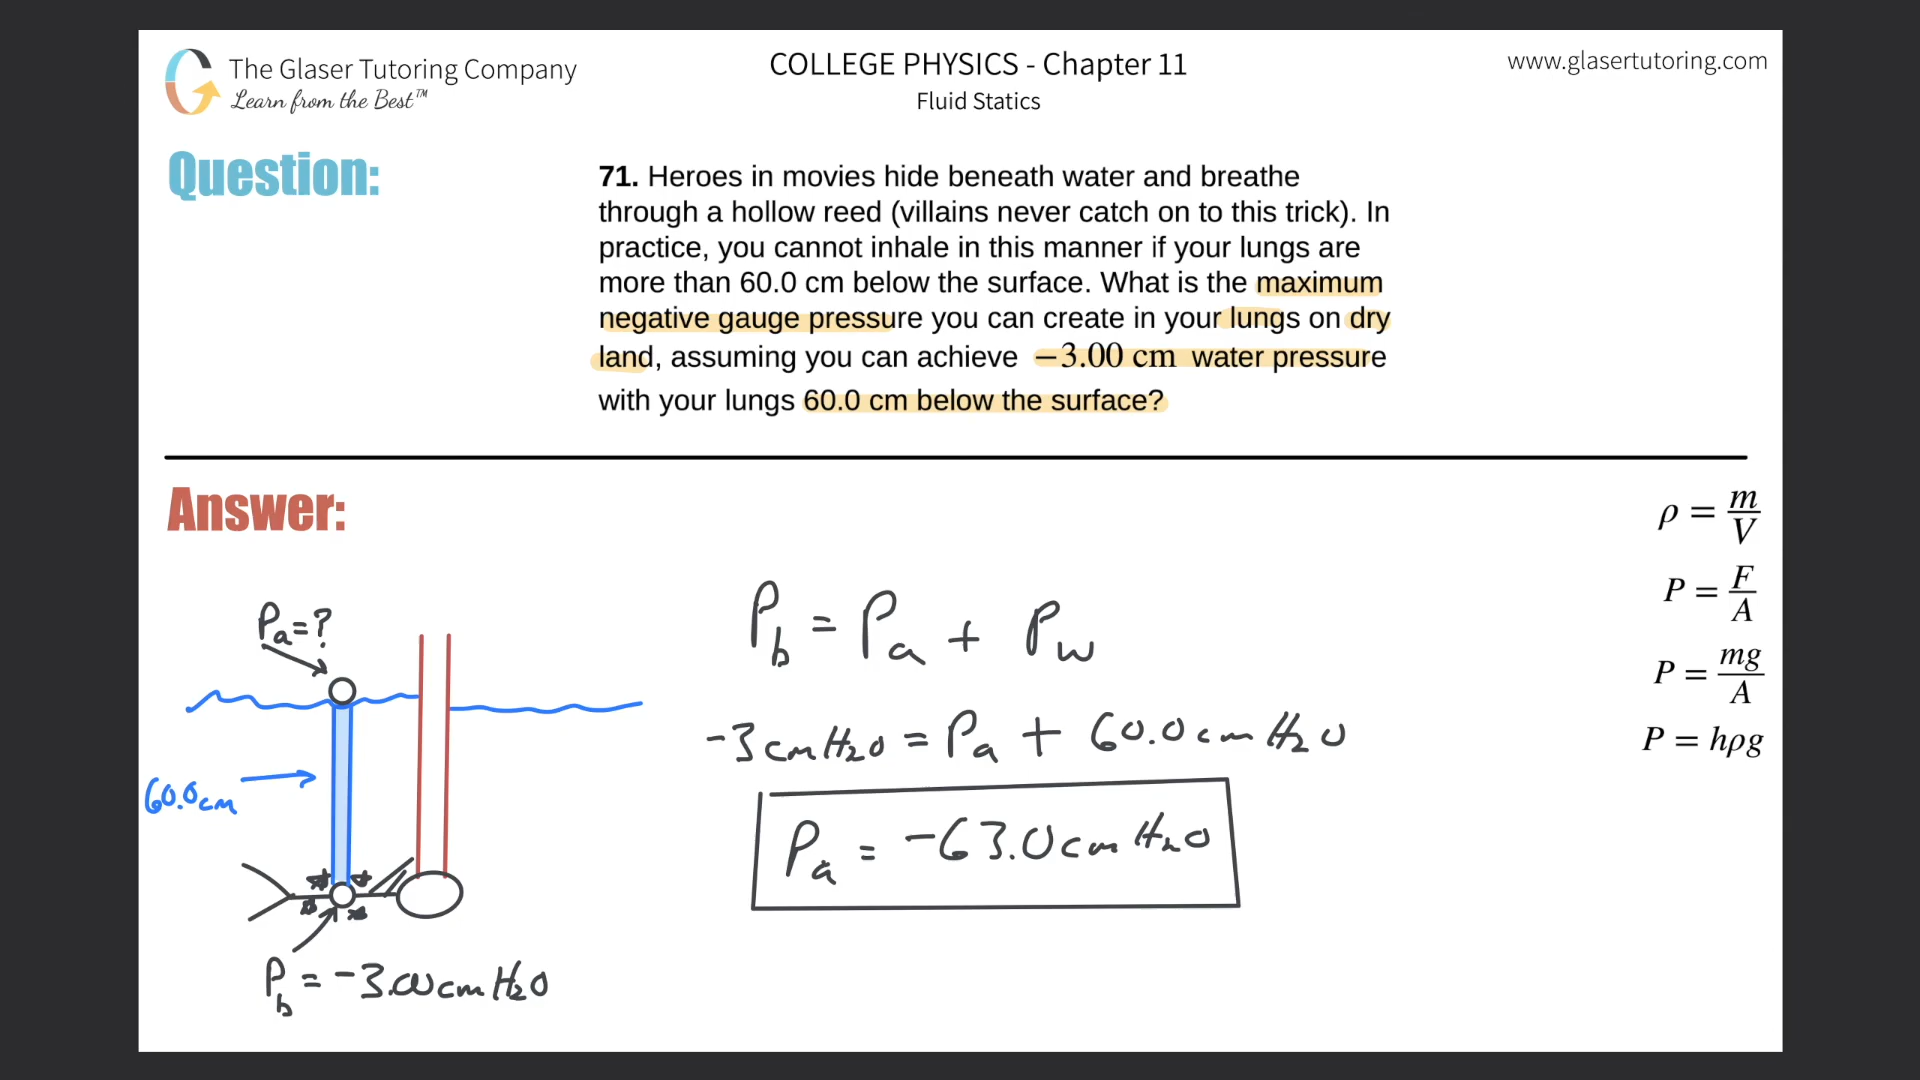 The Glaser Tutoring Company
Learn from the Best™
COLLEGE PHYSICS - Chapter 11
Fluid Statics
www.glasertutoring.com
Question:
71. Heroes in movies hide beneath water and breathe
through a hollow reed (villains never catch on to this trick). In
practice, you cannot inhale in this manner if your lungs are
more than 60.0 cm below the surface. What is the maximum
negative gauge pressure you can create in your lungs on dry
land, assuming you can achieve −3.00 cm water pressure
with your lungs 60.0 cm below the surface?
Answer:
ρ = m/V
P = F/A
P = mg/A
P = hρg
Pa = ?
60.0cm
Pb = -3.00cm H2O
Pb = Pa + Pw
-3cm H2O = Pa + 60.0cm H2O
Pa = -63.0cm H2O